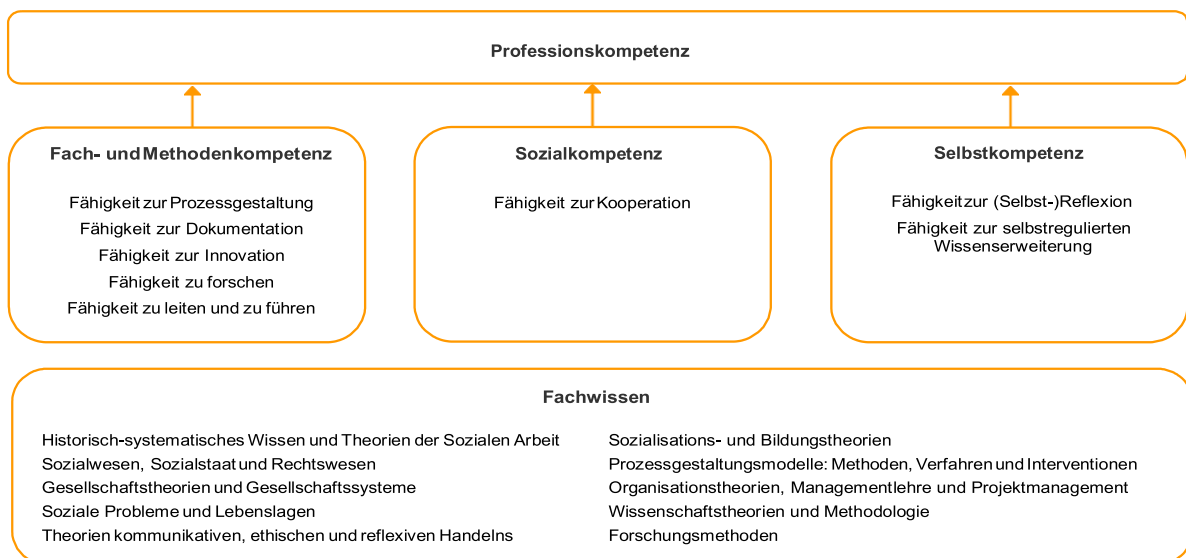 Professionskompetenz
Fach- und Methodenkompetenz
Fähigkeit zur Prozessgestaltung
Fähigkeit zur Dokumentation
Fähigkeit zur Innovation
Fähigkeit zu forschen
Fähigkeit zu leiten und zu führen
Sozialkompetenz
Fähigkeit zur Kooperation
Selbstkompetenz
Fähigkeit zur (Selbst-)Reflexion
Fähigkeit zur selbstregulierten
Wissenserweiterung
Fachwissen
Historisch-systematisches Wissen und Theorien der Sozialen Arbeit
Sozialwesen, Sozialstaat und Rechtswesen
Gesellschaftstheorien und Gesellschaftssysteme
Soziale Probleme und Lebenslagen
Theorien kommunikativen, ethischen und reflexiven Handelns
Sozialisations- und Bildungstheorien
Prozessgestaltungsmodelle: Methoden, Verfahren und Interventionen
Organisationstheorien, Managementlehre und Projektmanagement
Wissenschaftstheorien und Methodologie
Forschungsmethoden